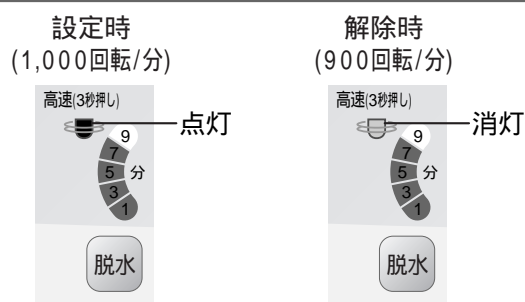 設定時
(1,000回転/分)
高速(3秒押し)
点灯
9
7
5 分
3
1
脱水
解除時
(900回転/分)
高速(3秒押し)
消灯
9
7
5 分
3
1
脱水